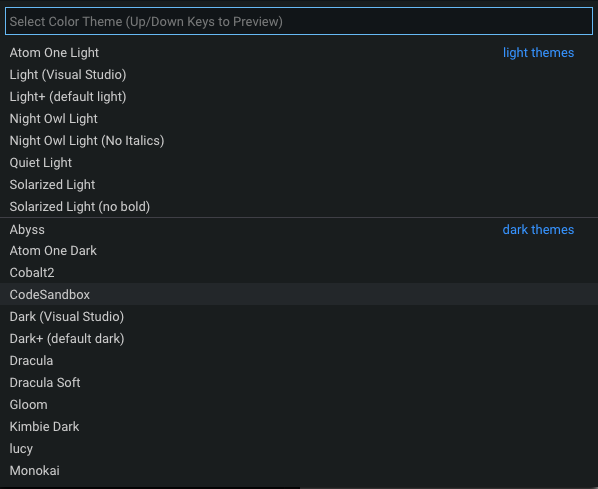 Select Color Theme (Up/Down Keys to Preview)
Atom One Light light themes
Light (Visual Studio)
Light+ (default light)
Night Owl Light
Night Owl Light (No Italics)
Quiet Light
Solarized Light
Solarized Light (no bold)
Abyss dark themes
Atom One Dark
Cobalt2
CodeSandbox
Dark (Visual Studio)
Dark+ (default dark)
Dracula
Dracula Soft
Gloom
Kimbie Dark
lucy
Monokai